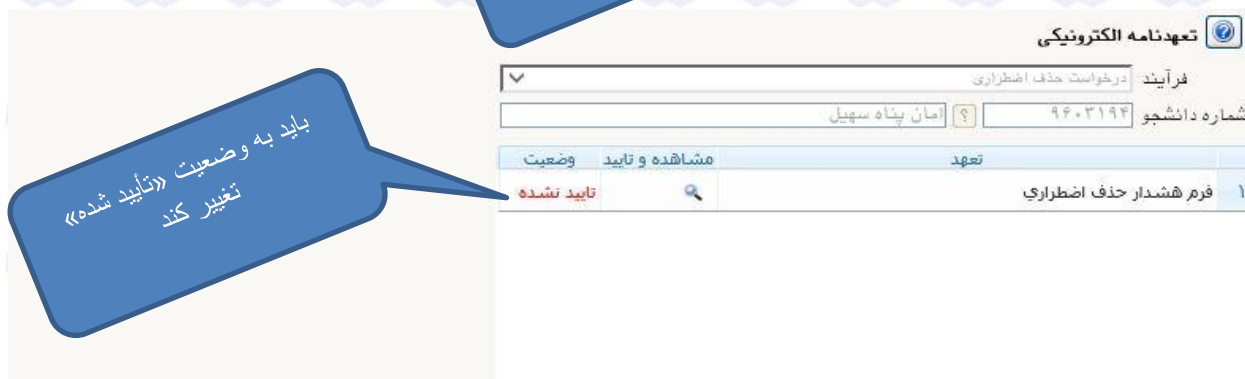 تعهدنامه الکترونیکی
فرآیند درخواست حذف اضطراری
شماره دانشجو ۹۶۰۳۱۹۴ ? امان پناه سهیل
تعهد مشاهده و تایید وضعیت
۱ فرم هشدار حذف اضطراري تایید نشده
باید به وضعیت «تأیید شده»
تغییر کند